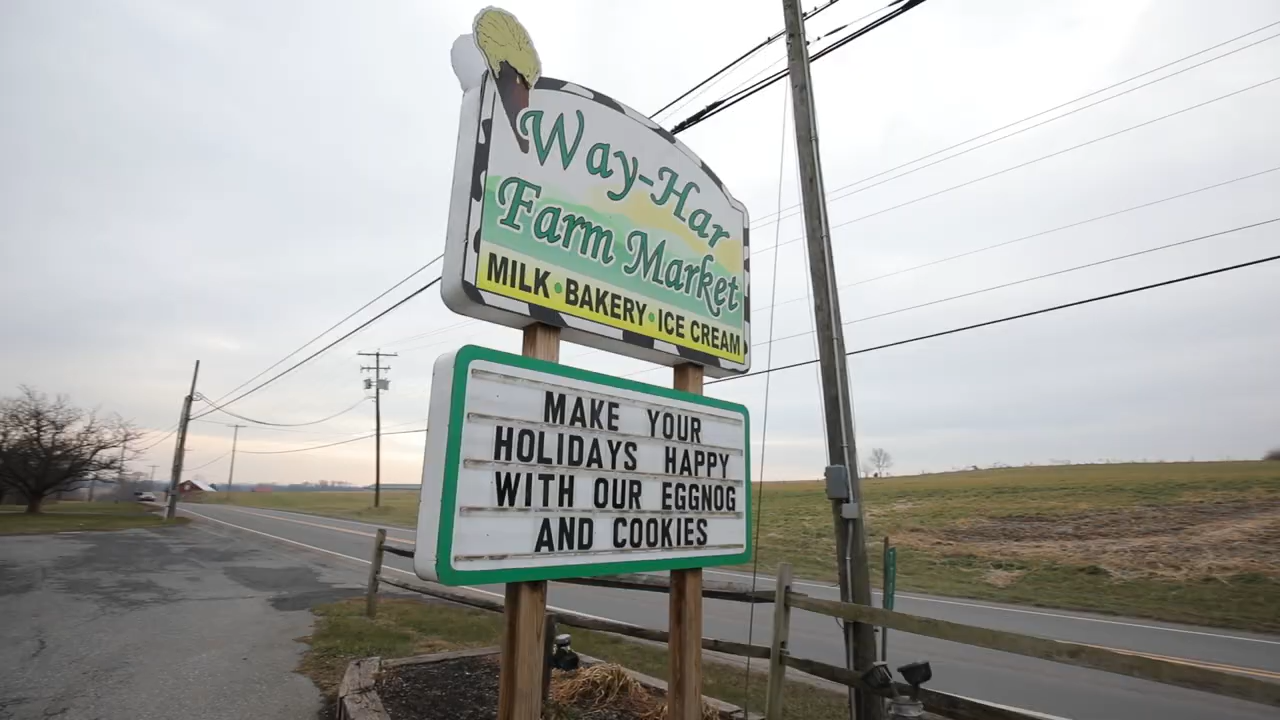 Way-Har
Farm Market
MILK • BAKERY • ICE CREAM
MAKE YOUR
HOLIDAYS HAPPY
WITH OUR EGGNOG
AND COOKIES